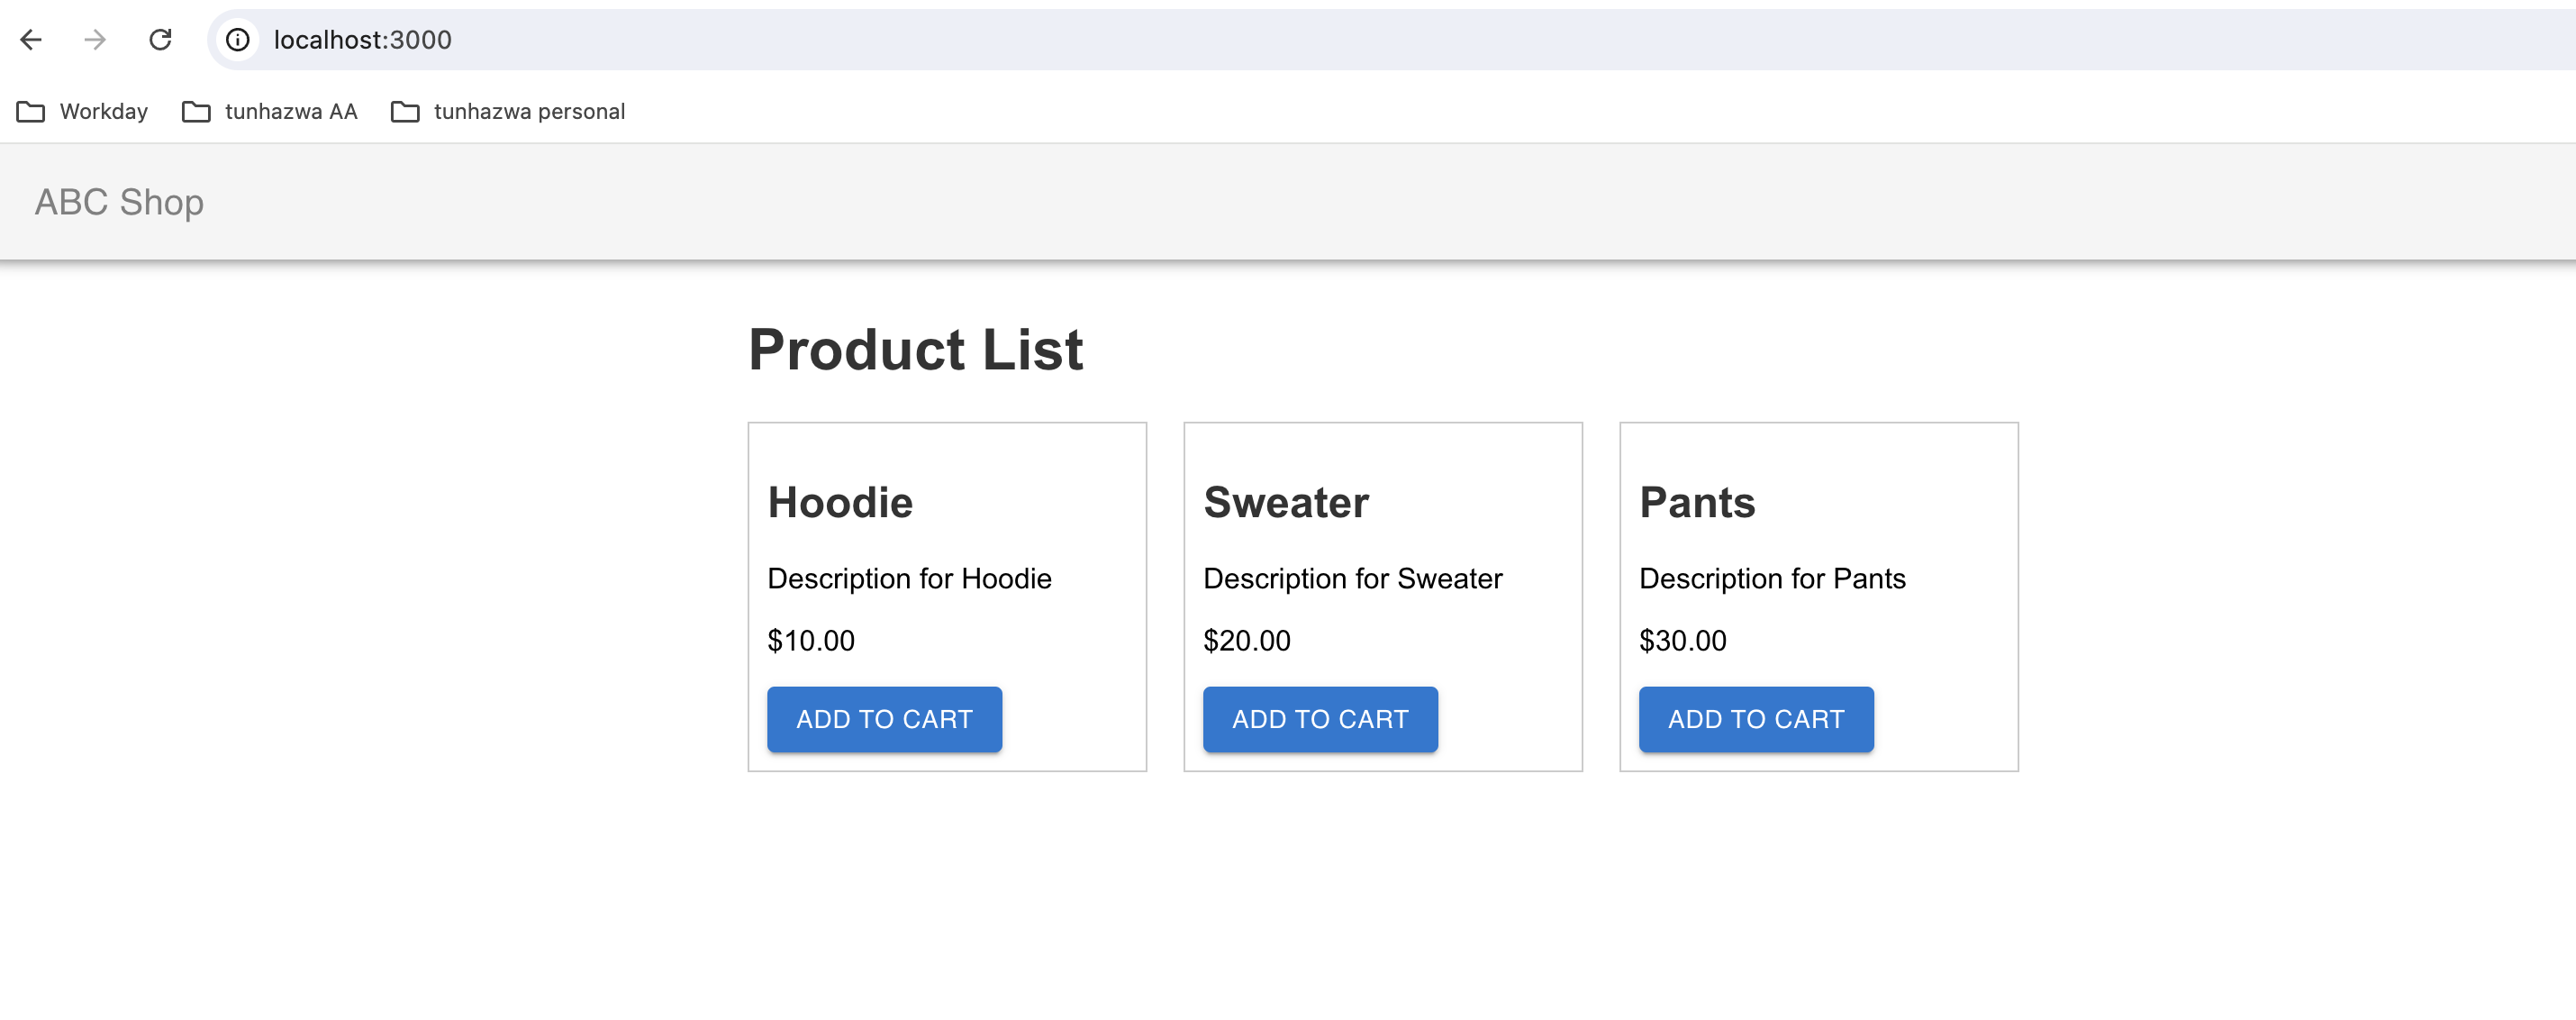 localhost:3000
Workday tunhazwa AA tunhazwa personal
ABC Shop
Product List
Hoodie
Description for Hoodie
$10.00
ADD TO CART
Sweater
Description for Sweater
$20.00
ADD TO CART
Pants
Description for Pants
$30.00
ADD TO CART